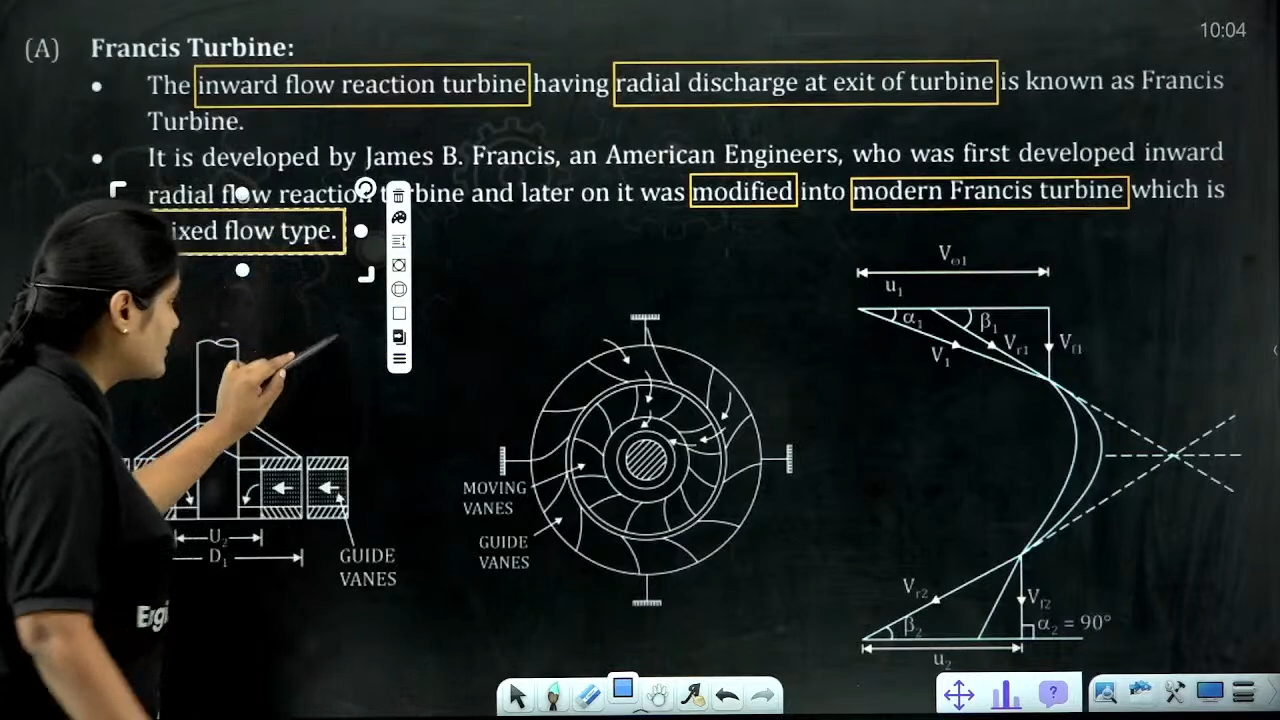 10:04
(A) Francis Turbine:
• The inward flow reaction turbine having radial discharge at exit of turbine is known as Francis
Turbine.
• It is developed by James B. Francis, an American Engineers, who was first developed inward
radial flow reaction turbine and later on it was modified into modern Francis turbine which is
ixed flow type.
Vω1
u1
α1
β1
V1
Vr1
Vf1
MOVING
VANES
GUIDE
VANES
U2
D1
GUIDE
VANES
Vr2
Vf2
β2
α2 = 90°
u2
Engi